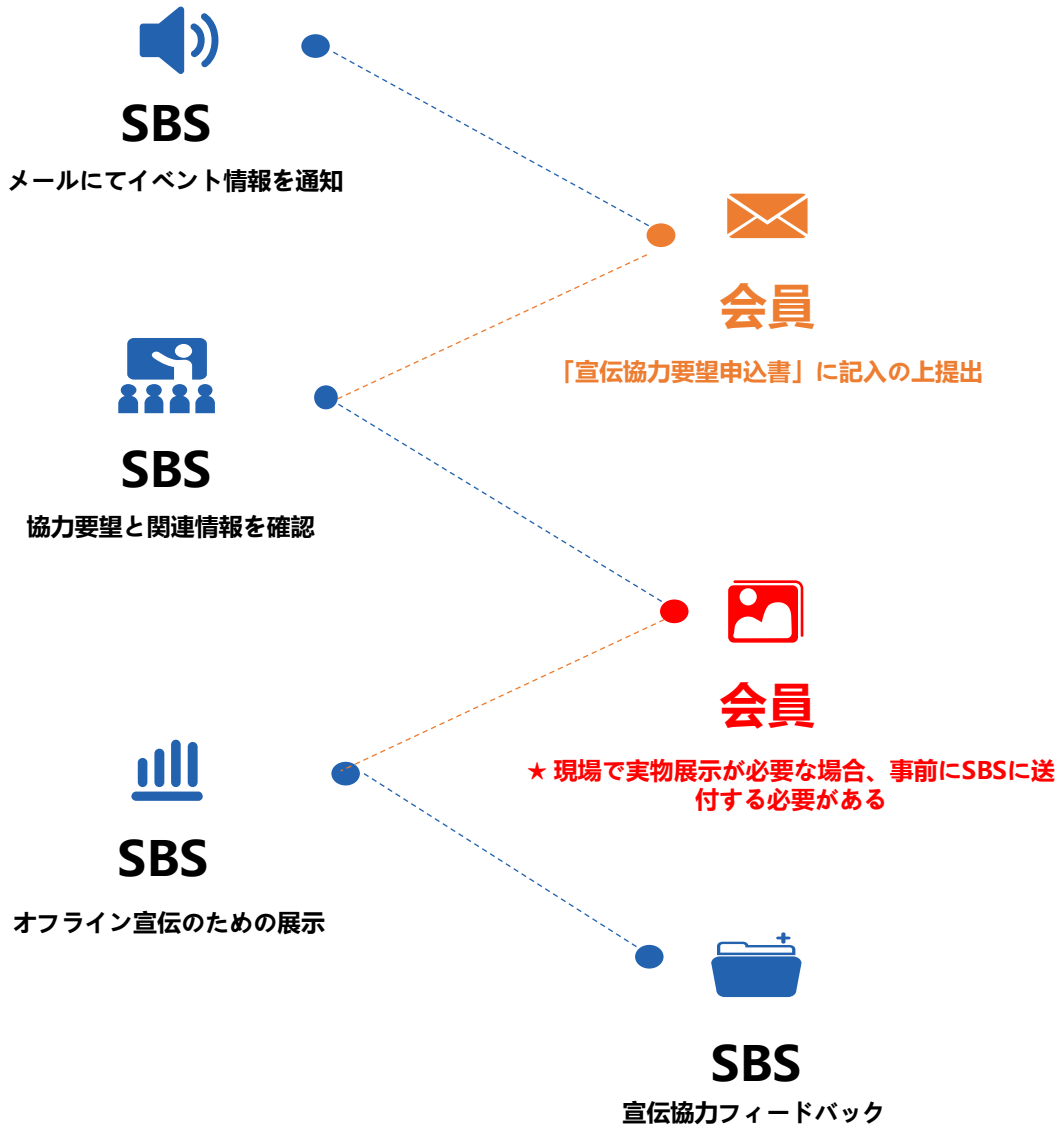 SBS
メールにてイベント情報を通知
会員
「宣伝協力要望申込書」に記入の上提出
SBS
協力要望と関連情報を確認
会員
★ 現場で実物展示が必要な場合、事前にSBSに送
付する必要がある
SBS
オフライン宣伝のための展示
SBS
宣伝協力フィードバック